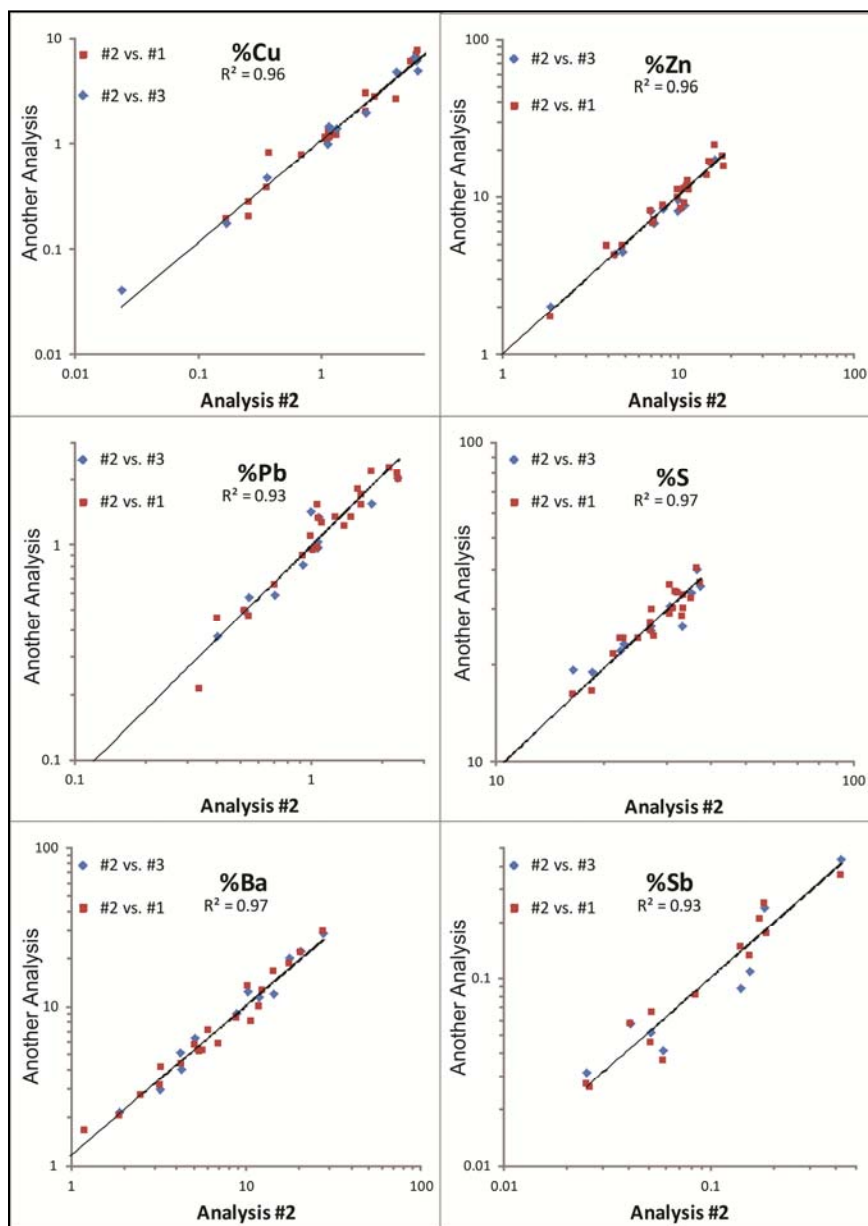 %Cu
R² = 0.96
#2 vs. #1
#2 vs. #3
10
1
0.1
0.01
0.01
0.1
1
Another Analysis
Analysis #2
%Zn
R² = 0.96
#2 vs. #3
#2 vs. #1
100
10
1
1
10
100
Another Analysis
Analysis #2
%Pb
R² = 0.93
#2 vs. #3
#2 vs. #1
1
0.1
0.1
1
Another Analysis
Analysis #2
%S
R² = 0.97
#2 vs. #3
#2 vs. #1
100
10
10
100
Another Analysis
Analysis #2
%Ba
R² = 0.97
#2 vs. #3
#2 vs. #1
100
10
1
1
10
100
Another Analysis
Analysis #2
%Sb
R² = 0.93
#2 vs. #3
#2 vs. #1
0.1
0.01
0.01
0.1
Another Analysis
Analysis #2